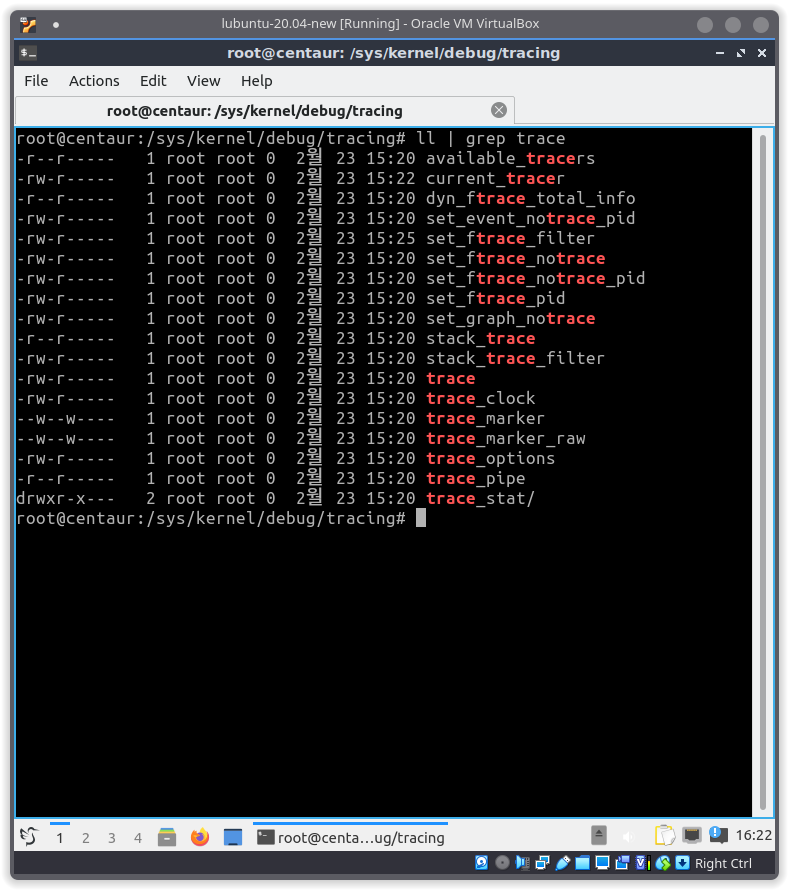 lubuntu-20.04-new [Running] - Oracle VM VirtualBox
root@centaur: /sys/kernel/debug/tracing
File Actions Edit View Help
root@centaur: /sys/kernel/debug/tracing
root@centaur:/sys/kernel/debug/tracing# ll | grep trace
-r--r----- 1 root root 0 2월 23 15:20 available_tracers
-rw-r----- 1 root root 0 2월 23 15:22 current_tracer
-r--r----- 1 root root 0 2월 23 15:20 dyn_ftrace_total_info
-rw-r----- 1 root root 0 2월 23 15:20 set_event_notrace_pid
-rw-r----- 1 root root 0 2월 23 15:25 set_ftrace_filter
-rw-r----- 1 root root 0 2월 23 15:20 set_ftrace_notrace
-rw-r----- 1 root root 0 2월 23 15:20 set_ftrace_notrace_pid
-rw-r----- 1 root root 0 2월 23 15:20 set_ftrace_pid
-rw-r----- 1 root root 0 2월 23 15:20 set_graph_notrace
-r--r----- 1 root root 0 2월 23 15:20 stack_trace
-rw-r----- 1 root root 0 2월 23 15:20 stack_trace_filter
-rw-r----- 1 root root 0 2월 23 15:20 trace
-rw-r----- 1 root root 0 2월 23 15:20 trace_clock
--w--w---- 1 root root 0 2월 23 15:20 trace_marker
--w--w---- 1 root root 0 2월 23 15:20 trace_marker_raw
-rw-r----- 1 root root 0 2월 23 15:20 trace_options
-r--r----- 1 root root 0 2월 23 15:20 trace_pipe
drwxr-x--- 2 root root 0 2월 23 15:20 trace_stat/
root@centaur:/sys/kernel/debug/tracing#
1 2 3 4 root@centa...ug/tracing 16:22
Right Ctrl